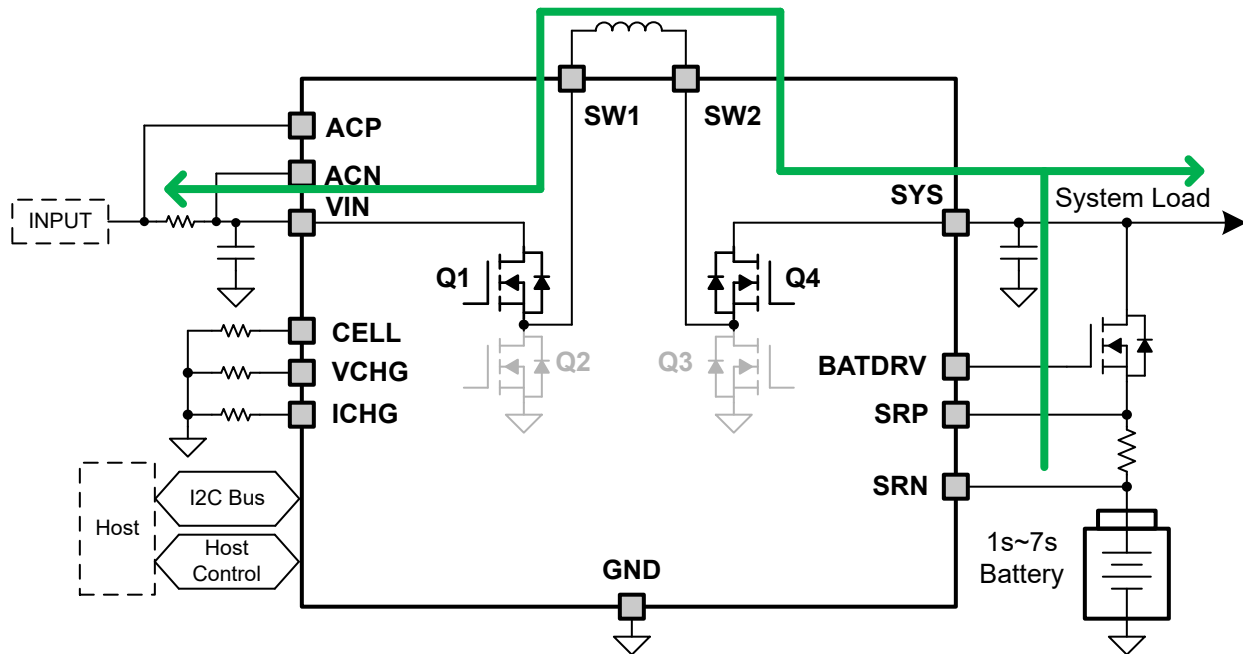 SW1
SW2
ACP
ACN
VIN
INPUT
SYS
System Load
Q1
Q4
Q2
Q3
CELL
VCHG
ICHG
BATDRV
SRP
SRN
Host
I2C Bus
Host
Control
GND
1s~7s
Battery